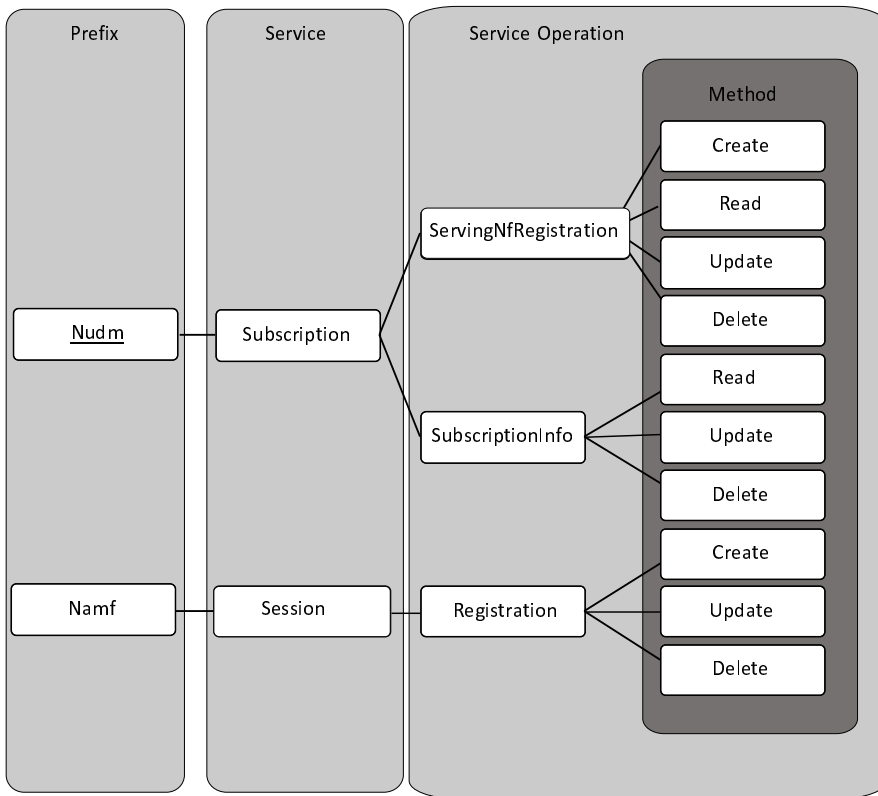 Prefix
Service
Service Operation
Method
Create
Read
ServingNfRegistration
Update
Delete
Nudm
Subscription
Read
SubscriptionInfo
Update
Delete
Create
Namf
Session
Registration
Update
Delete